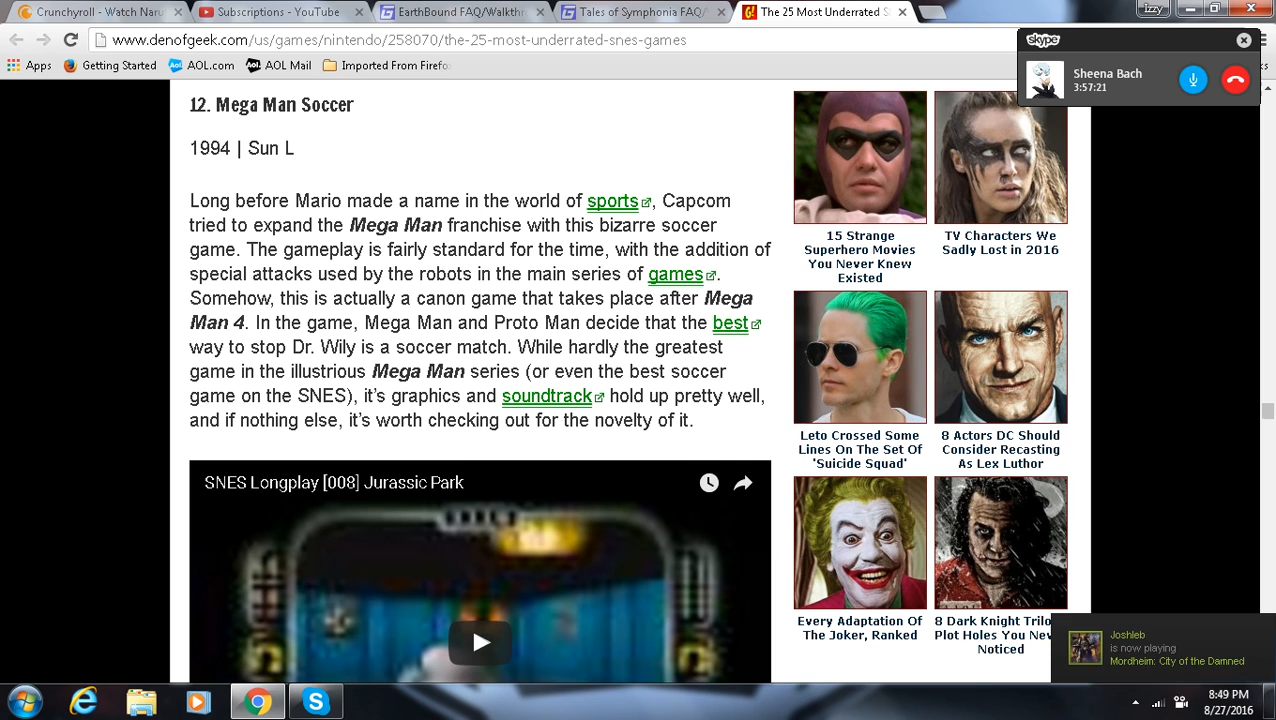 Crunchyroll - Watch Naru
Subscriptions - YouTube
EarthBound FAQ/Walkthr
Tales of Symphonia FAQ/
The 25 Most Underrated S
Izzy
www.denofgeek.com/us/games/nintendo/258070/the-25-most-underrated-snes-games
Apps
Getting Started
AOL.com
AOL Mail
Imported From Firefo
skype
Sheena Bach
3:57:21
12. Mega Man Soccer
1994 | Sun L
Long before Mario made a name in the world of sports, Capcom
tried to expand the Mega Man franchise with this bizarre soccer
game. The gameplay is fairly standard for the time, with the addition of
special attacks used by the robots in the main series of games.
Somehow, this is actually a canon game that takes place after Mega
Man 4. In the game, Mega Man and Proto Man decide that the best
way to stop Dr. Wily is a soccer match. While hardly the greatest
game in the illustrious Mega Man series (or even the best soccer
game on the SNES), it's graphics and soundtrack hold up pretty well,
and if nothing else, it's worth checking out for the novelty of it.
SNES Longplay [008] Jurassic Park
15 Strange
Superhero Movies
You Never Knew
Existed
TV Characters We
Sadly Lost in 2016
Leto Crossed Some
Lines On The Set Of
'Suicide Squad'
8 Actors DC Should
Consider Recasting
As Lex Luthor
Every Adaptation Of
The Joker, Ranked
8 Dark Knight Trilo
Plot Holes You Nev
Noticed
Joshleb
is now playing
Mordheim: City of the Damned
8:49 PM
8/27/2016